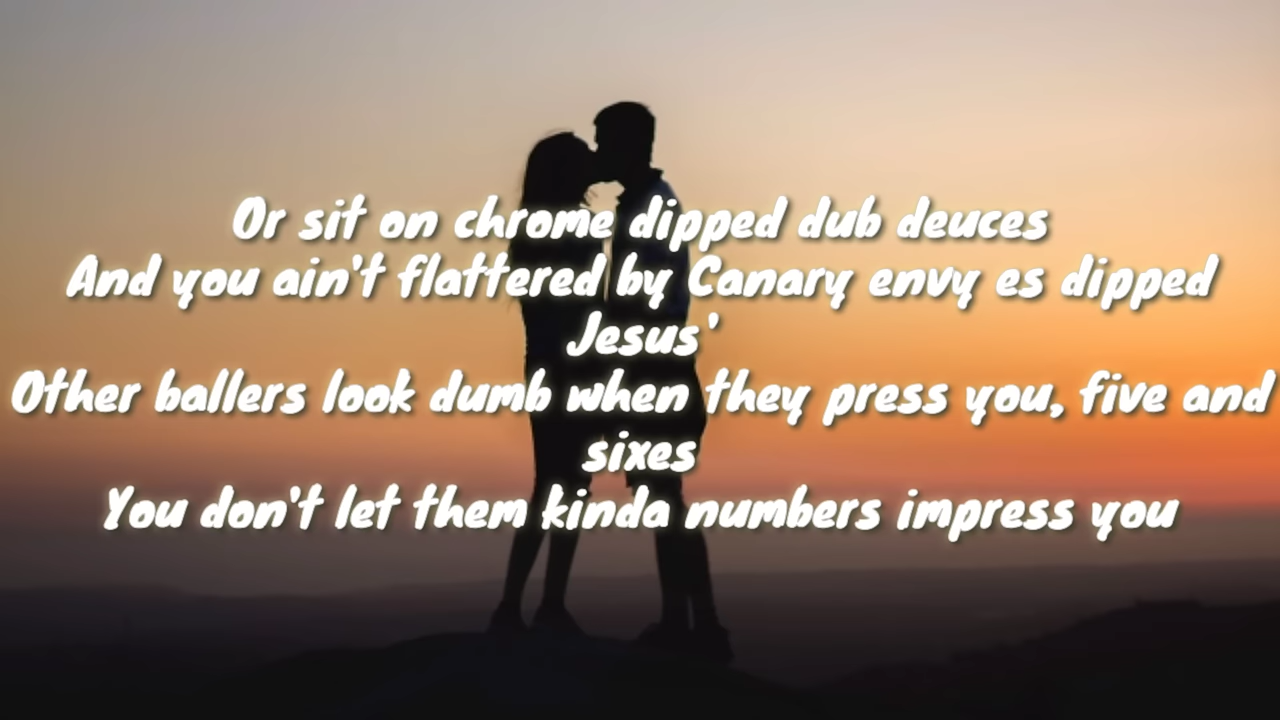 Or sit on chrome dipped dub deuces
And you ain't flattered by Canary envy es dipped
Jesus'
Other ballers look dumb when they press you, five and
sixes
You don't let them kinda numbers impress you